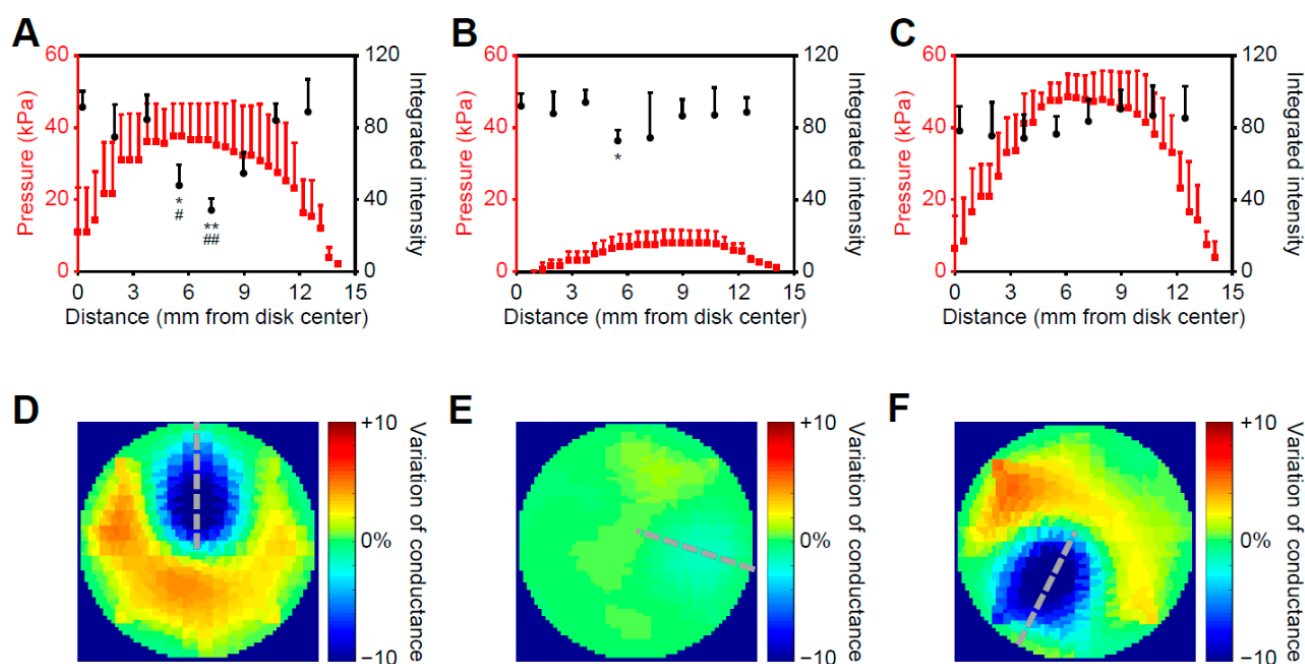 A
B
C
60
40
20
0
Pressure (kPa)
120
80
40
0
Integrated intensity
*
#
**
##
0 3 6 9 12 15
Distance (mm from disk center)
60
40
20
0
Pressure (kPa)
120
80
40
0
Integrated intensity
*
0 3 6 9 12 15
Distance (mm from disk center)
60
40
20
0
Pressure (kPa)
120
80
40
0
Integrated intensity
0 3 6 9 12 15
Distance (mm from disk center)
D
E
F
+10
0%
−10
Variation of
conductance
+10
0%
−10
Variation of
conductance
+10
0%
−10
Variation of
conductance